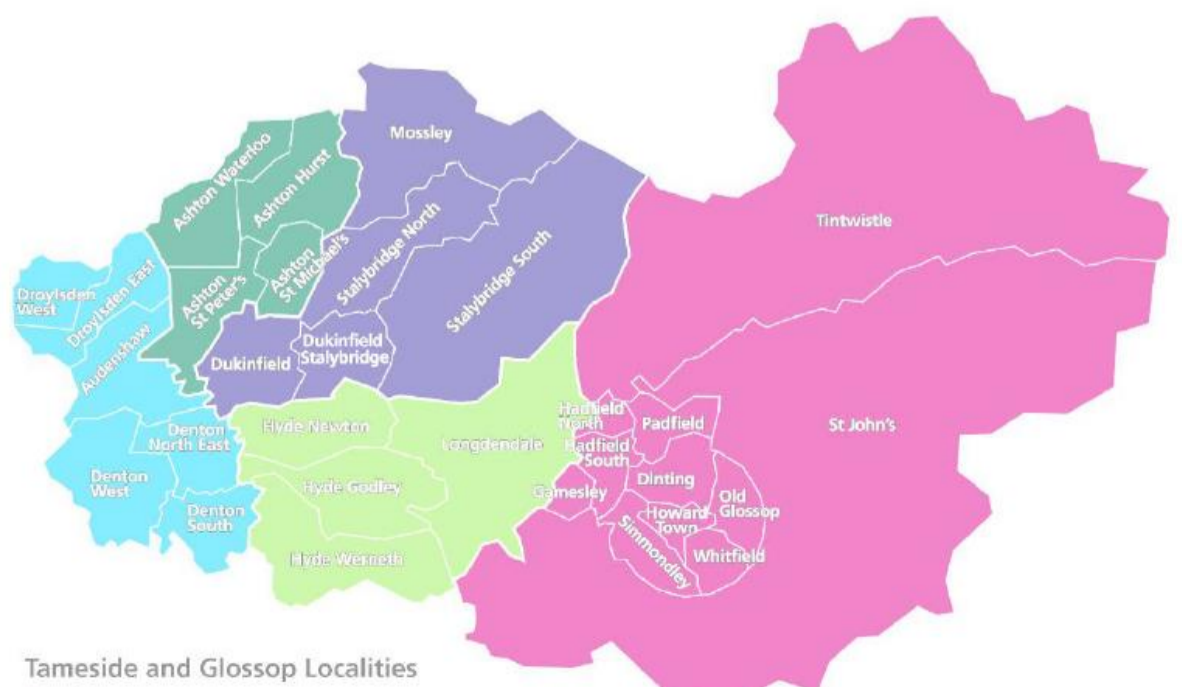 Mossley
Ashton Waterloo
Ashton Hurst
Tintwistle
Stalybridge North
Ashton
St Michael's
Stalybridge South
Droylsden
West
Droylsden East
Ashton
St Peter's
Audenshaw
Dukinfield
Dukinfield
Stalybridge
Hadfield
North
Padfield
St John's
Hyde Newton
Denton
North East
Longdendale
Hadfield
South
Denton
West
Hyde Godley
Gamesley
Dinting
Old
Glossop
Denton
South
Howard
Town
Simmondley
Whitfield
Hyde Werneth
Tameside and Glossop Localities